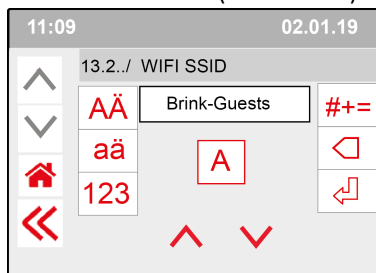 11:09 02.01.19
13.2../ WIFI SSID
AÄ Brink-Guests #+=
aä A
123